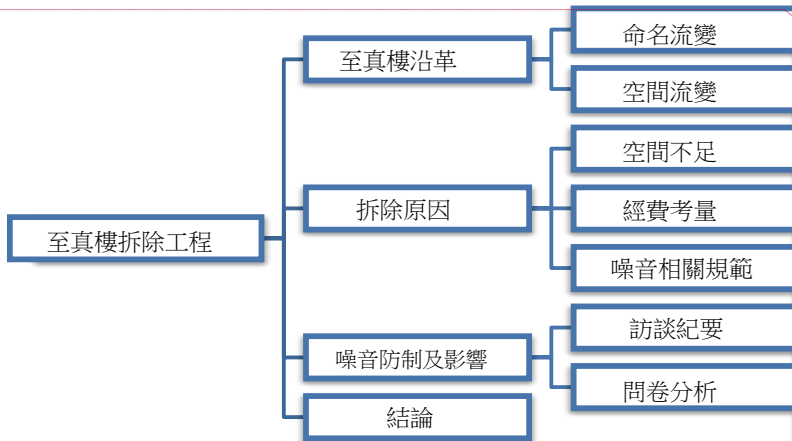 至真樓拆除工程
至真樓沿革
命名流變
空間流變
拆除原因
空間不足
經費考量
噪音相關規範
噪音防制及影響
訪談紀要
問卷分析
結論